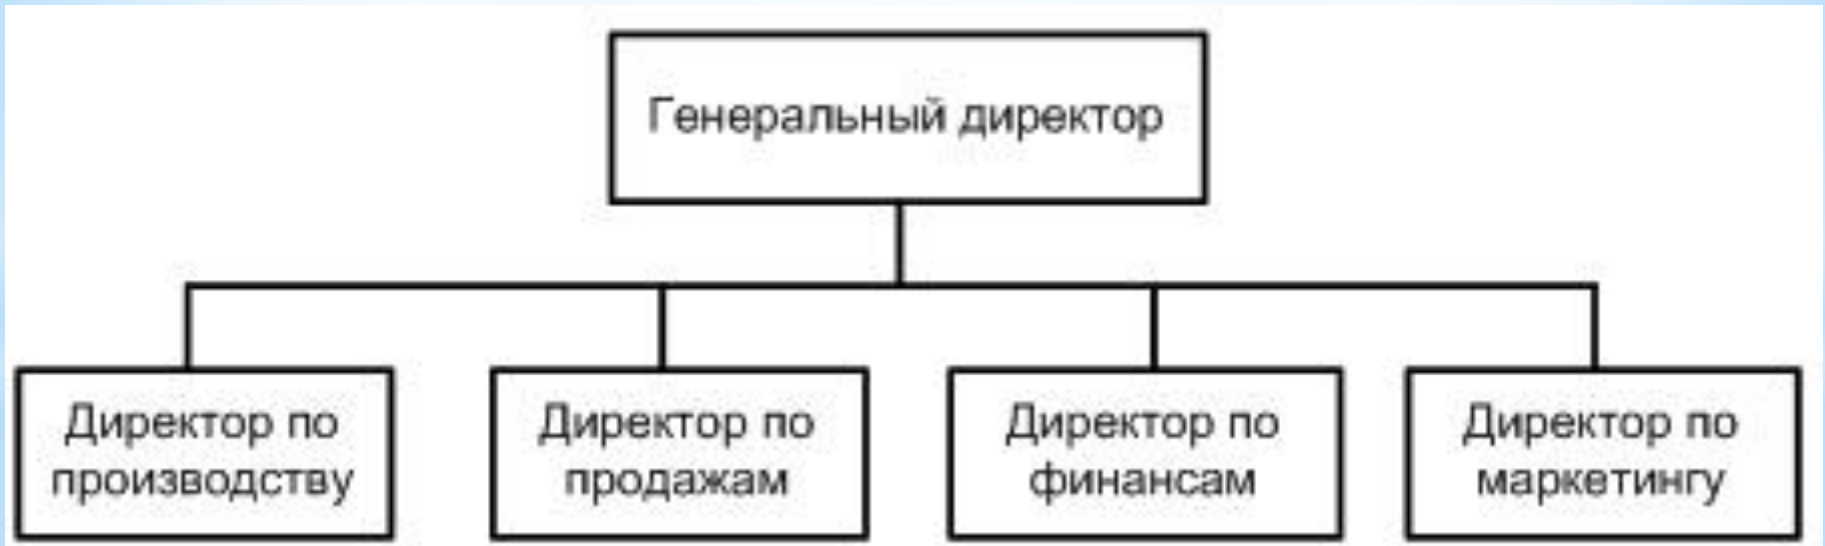 Генеральный директор
Директор по
производству
Директор по
продажам
Директор по
финансам
Директор по
маркетингу